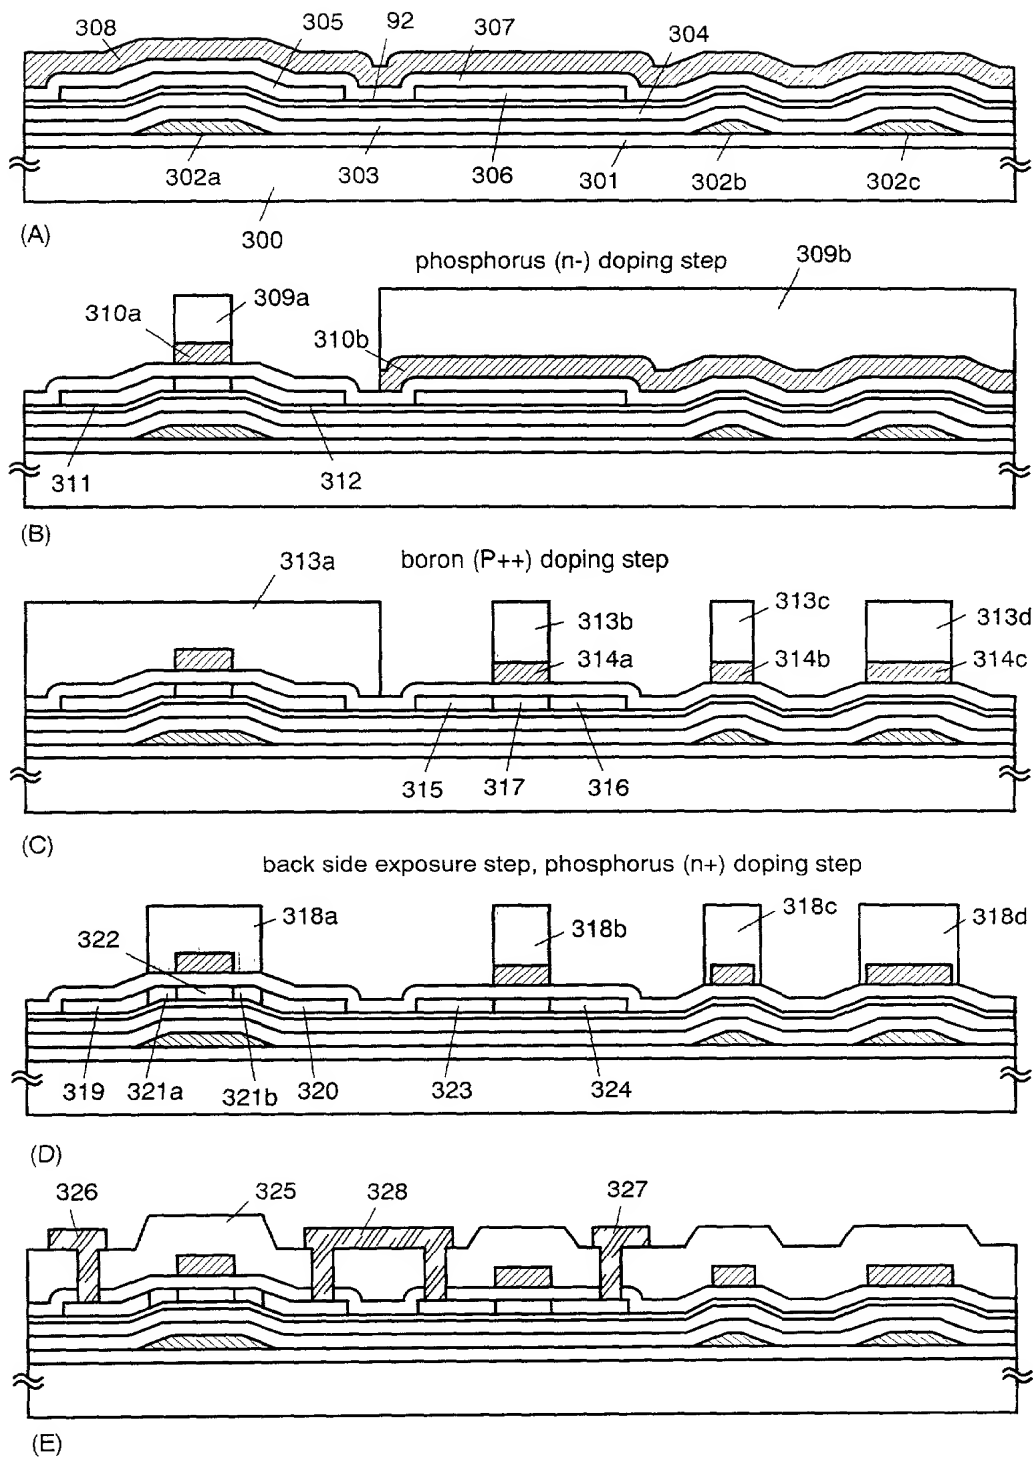 308 305 92 307 304
302a 303 306 301 302b 302c
300
(A)
phosphorus (n-) doping step
309b
309a
310a
310b
311 312
(B)
boron (P++) doping step
313a
313b 313c 313d
314a 314b 314c
315 317 316
(C)
back side exposure step, phosphorus (n+) doping step
322 318a 318b 318c 318d
319 321a 321b 320 323 324
(D)
326 325 328 327
(E)